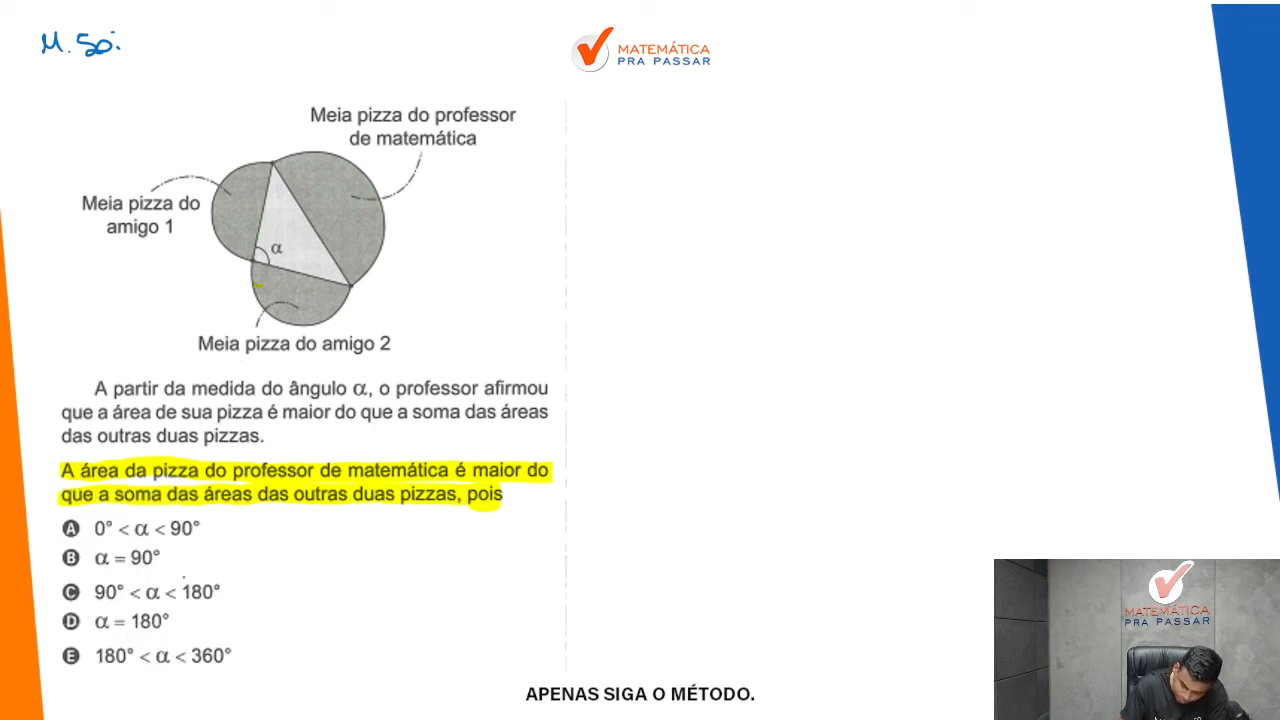 M. So:
MATEMÁTICA
PRA PASSAR
Meia pizza do professor
de matemática
Meia pizza do
amigo 1
α
Meia pizza do amigo 2
A partir da medida do ângulo α, o professor afirmou
que a área de sua pizza é maior do que a soma das áreas
das outras duas pizzas.
A área da pizza do professor de matemática é maior do
que a soma das áreas das outras duas pizzas, pois
A 0° < α < 90°
B α = 90°
C 90° < α < 180°
D α = 180°
E 180° < α < 360°
MATEMÁTICA
PRA PASSAR
APENAS SIGA O MÉTODO.